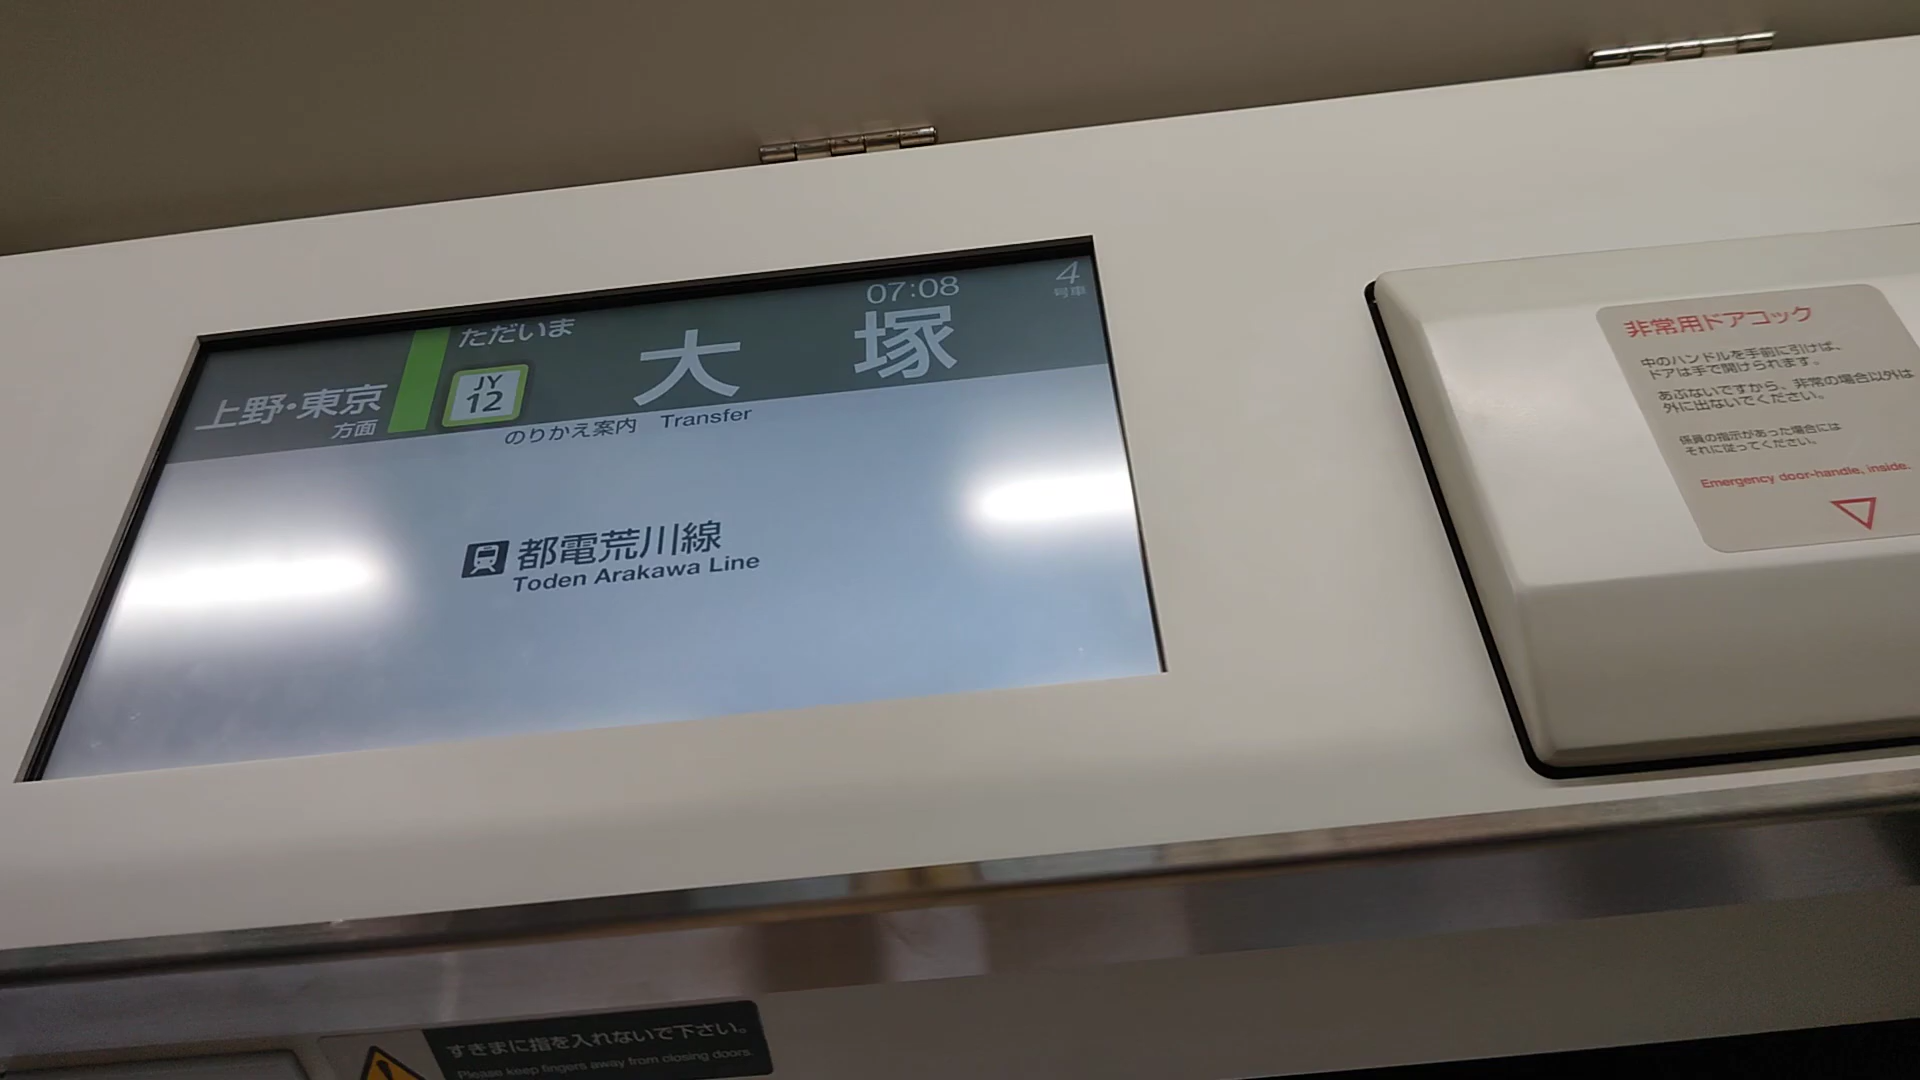 07:08
4
号車
ただいま
上野・東京
方面
JY
12
大塚
のりかえ案内 Transfer
都電荒川線
Toden Arakawa Line
非常用ドアコック
中のハンドルを手前に引けば、
ドアは手で開けられます。
あぶないですから、非常の場合以外は
外に出ないでください。
係員の指示があった場合には
それに従ってください。
Emergency door-handle, inside.
すきまに指を入れないで下さい。
Please keep fingers away from closing doors.